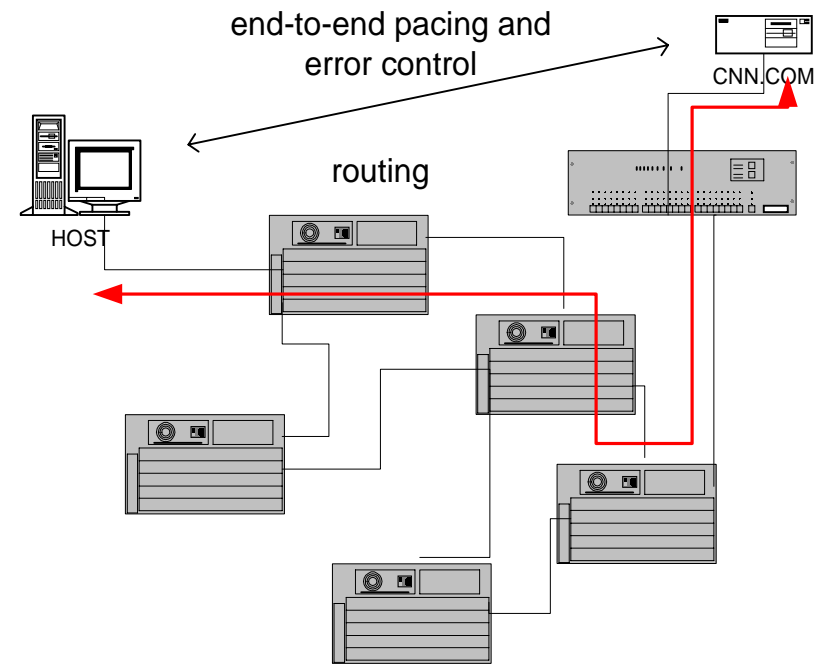 end-to-end pacing and
error control
CNN.COM
routing
HOST